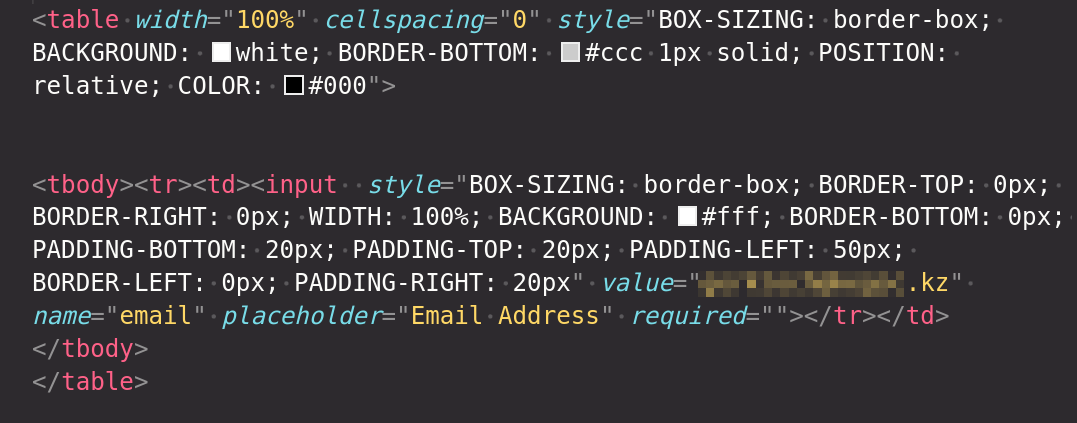 <table width="100%" cellspacing="0" style="BOX-SIZING: border-box;
BACKGROUND: white; BORDER-BOTTOM: #ccc 1px solid; POSITION:
relative; COLOR: #000">
<tbody><tr><td><input  style="BOX-SIZING: border-box; BORDER-TOP: 0px;
BORDER-RIGHT: 0px; WIDTH: 100%; BACKGROUND: #fff; BORDER-BOTTOM: 0px;
PADDING-BOTTOM: 20px; PADDING-TOP: 20px; PADDING-LEFT: 50px;
BORDER-LEFT: 0px; PADDING-RIGHT: 20px" value=".kz"
name="email" placeholder="Email Address" required=""></tr></td>
</tbody>
</table>